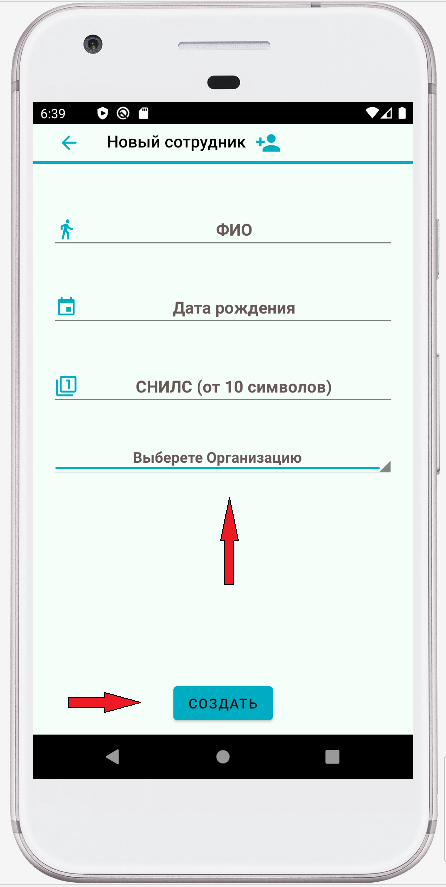 6:39
Новый сотрудник
ФИО
Дата рождения
СНИЛС (от 10 символов)
Выберете Организацию
СОЗДАТЬ